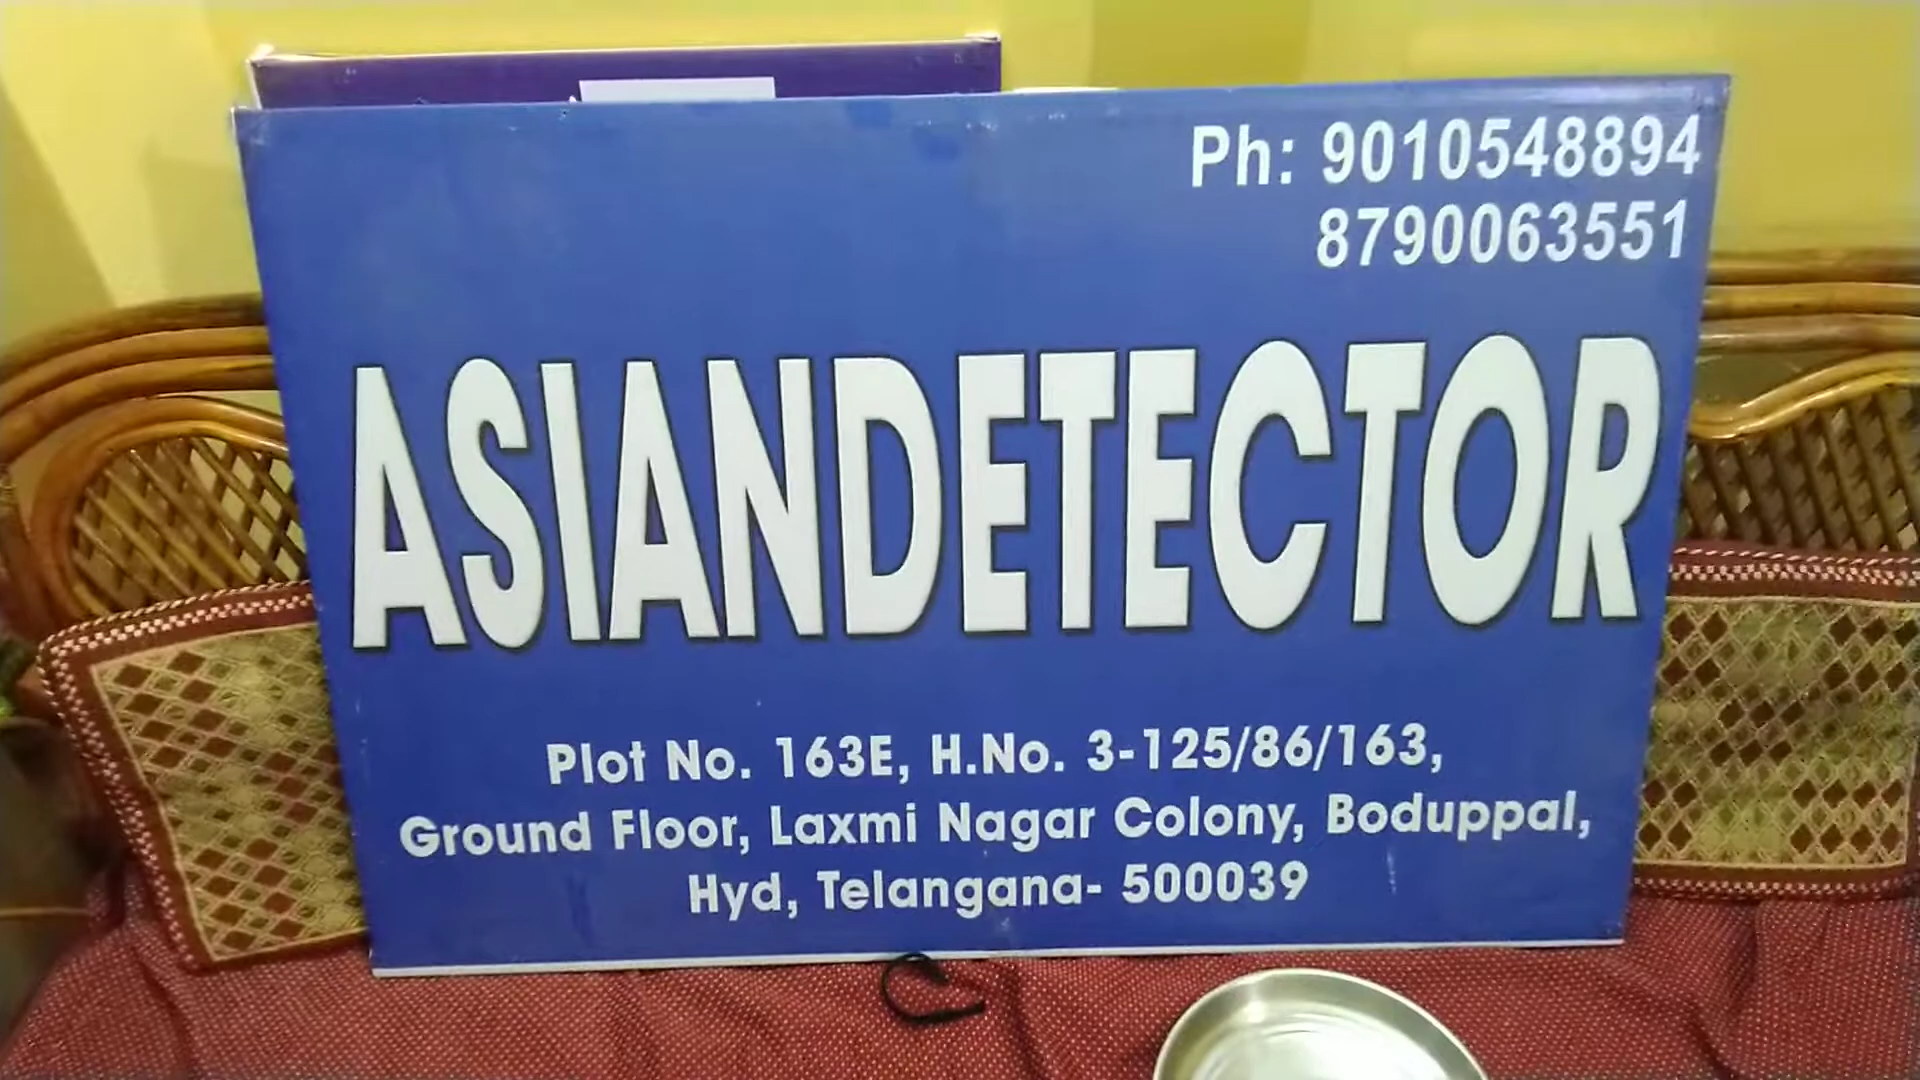 Ph: 9010548894
8790063551
ASIANDETECTOR
Plot No. 163E, H.No. 3-125/86/163,
Ground Floor, Laxmi Nagar Colony, Boduppal,
Hyd, Telangana- 500039